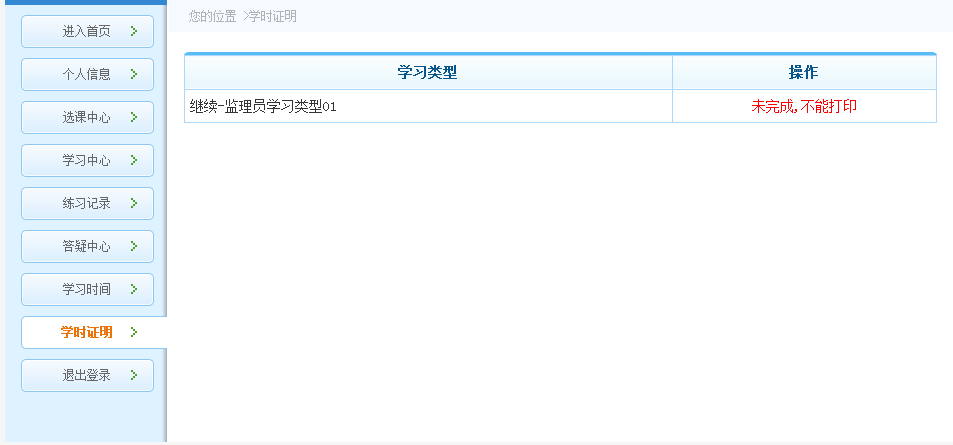 进入首页
个人信息
选课中心
学习中心
练习记录
答疑中心
学习时间
学时证明
退出登录
您的位置 >学时证明
学习类型 操作
继续-监理员学习类型01 未完成,不能打印